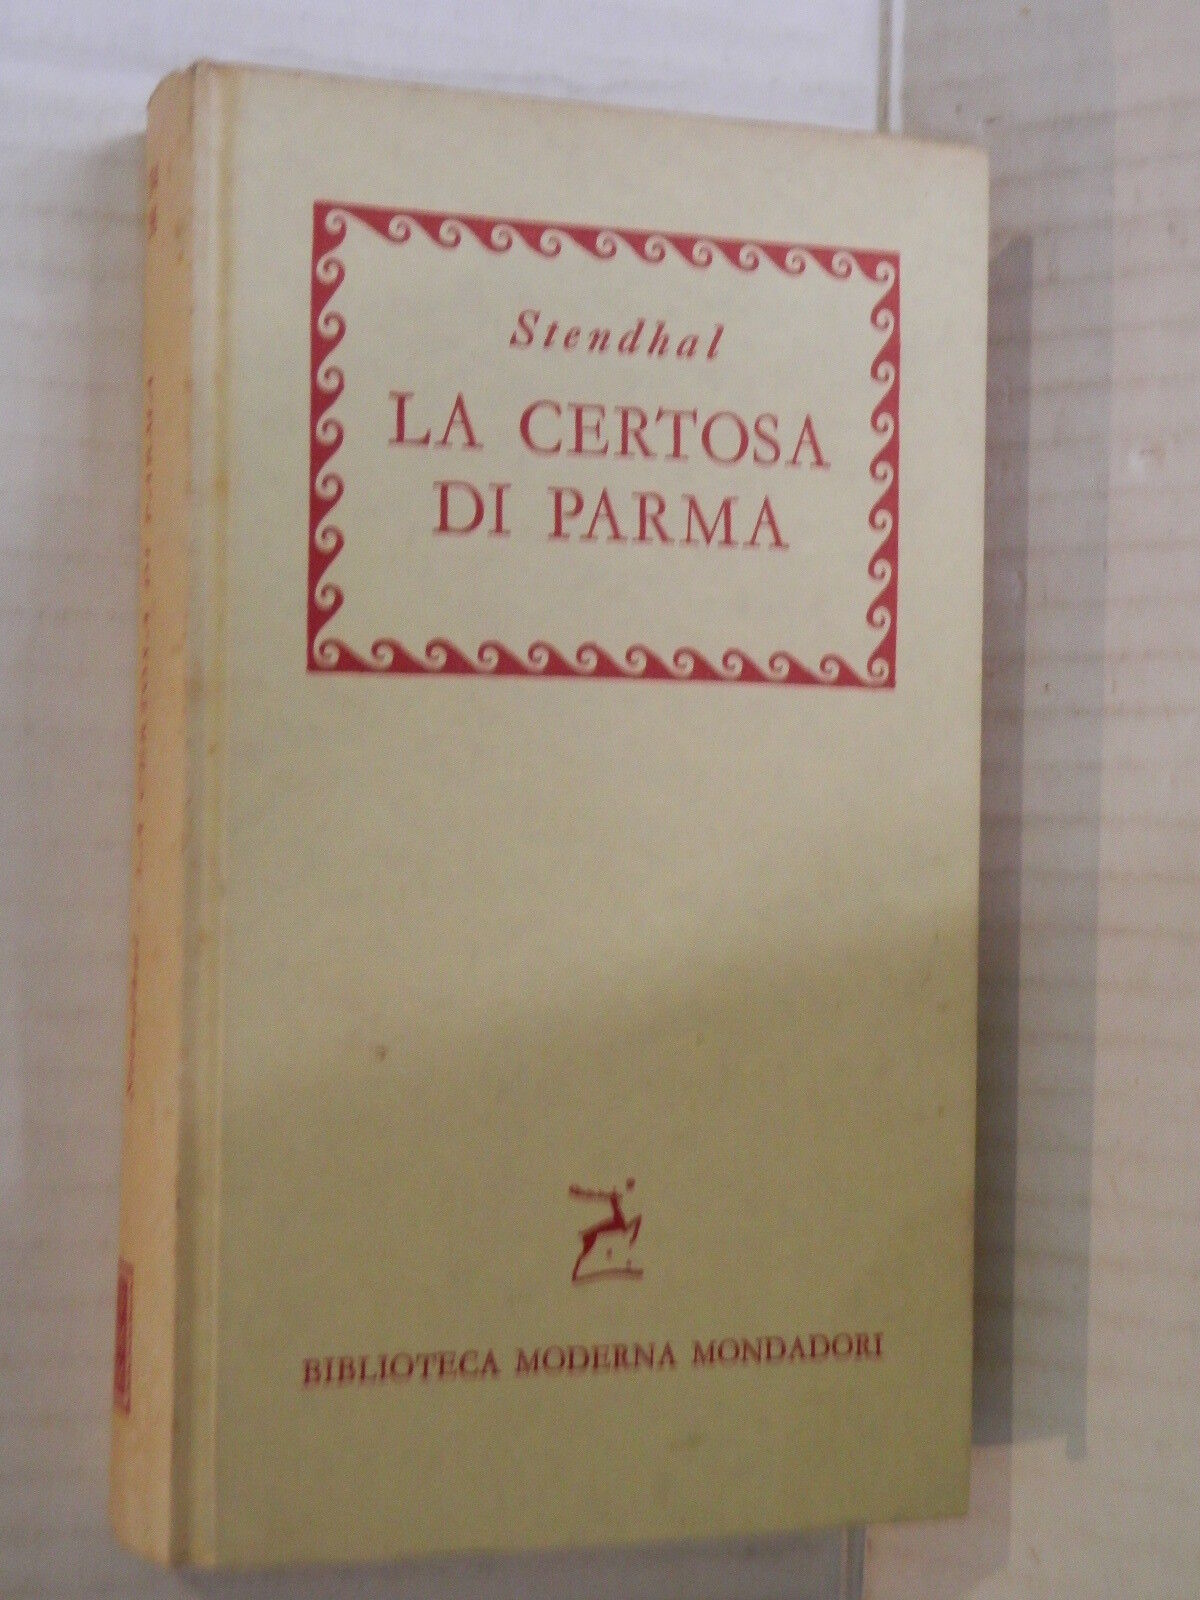 Stendhal
LA CERTOSA
DI PARMA
BIBLIOTECA MODERNA MONDADORI